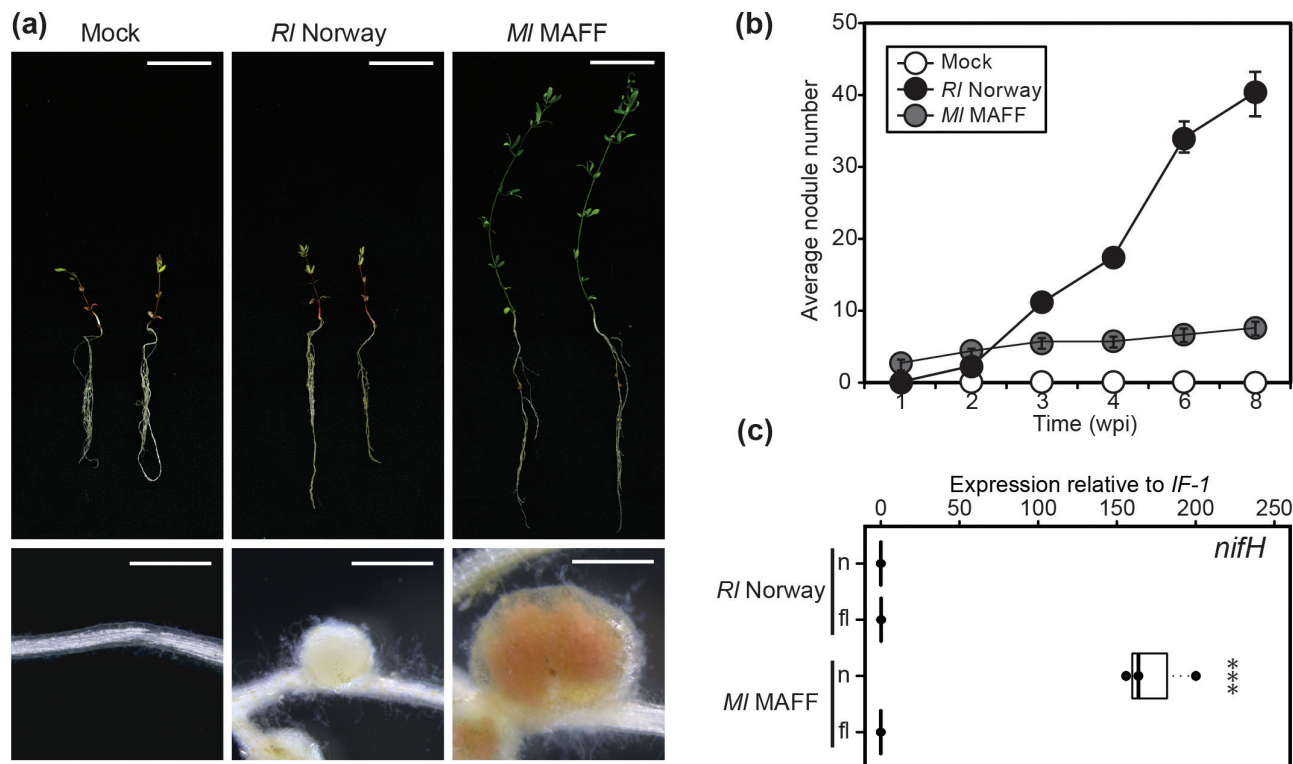 (a)
Mock
Rl Norway
Ml MAFF
(b)
Average nodule number
50
40
30
20
10
0
Mock
Rl Norway
Ml MAFF
1 2 3 4 6 8
Time (wpi)
(c)
Expression relative to IF-1
0 50 100 150 200 250
nifH
Rl Norway
n
fl
Ml MAFF
n
fl
***